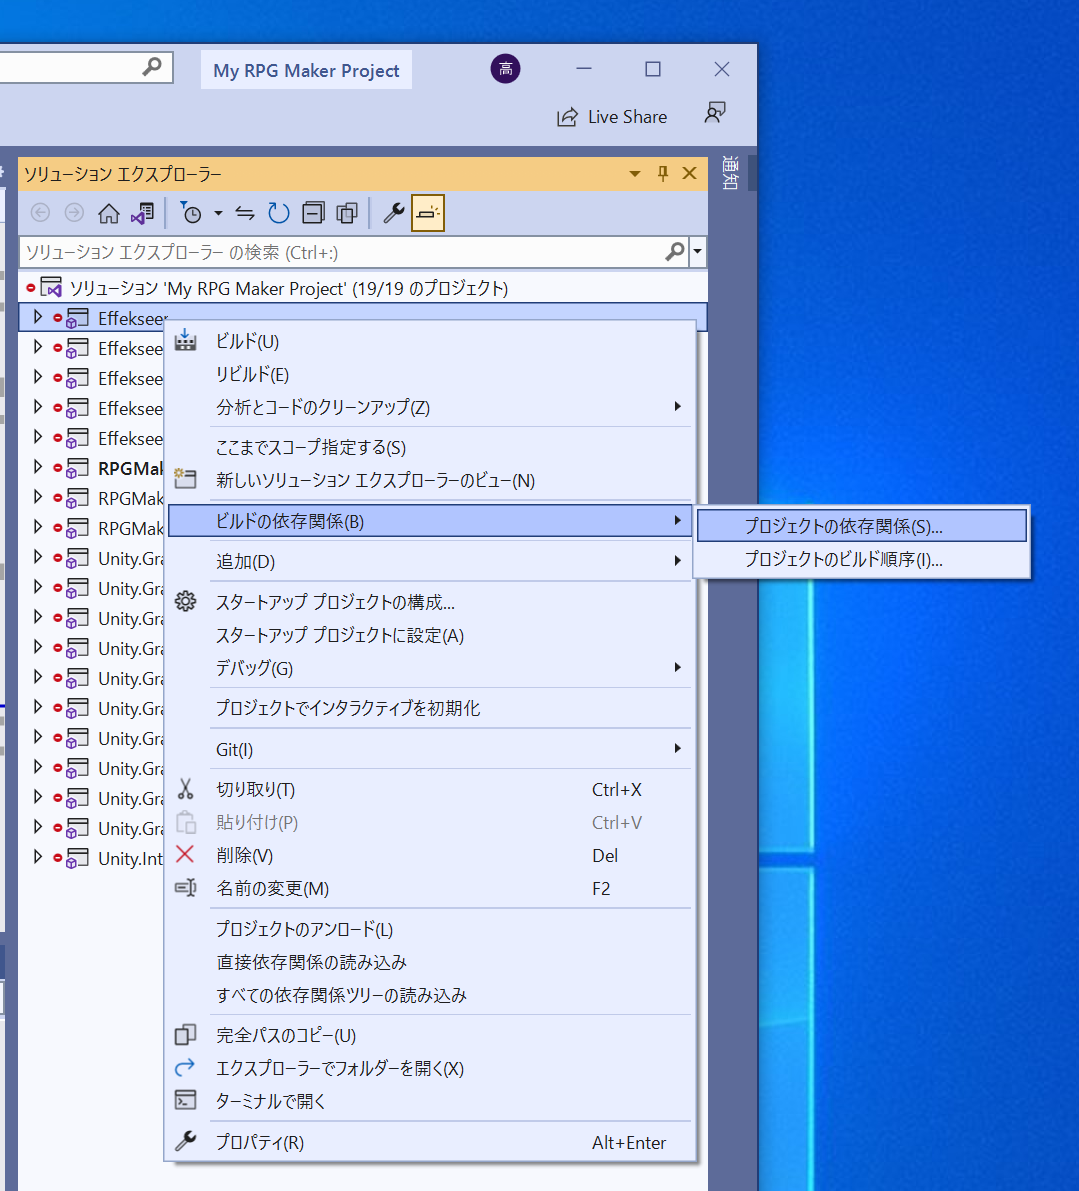 My RPG Maker Project
高
Live Share
通知
ソリューション エクスプローラー
ソリューション エクスプローラー の検索 (Ctrl+:)
ソリューション 'My RPG Maker Project' (19/19 のプロジェクト)
Effekseer
Effeksee
Effeksee
Effeksee
Effeksee
RPGMak
RPGMak
RPGMak
Unity.Gra
Unity.Gra
Unity.Gra
Unity.Gra
Unity.Gra
Unity.Gra
Unity.Gra
Unity.Gra
Unity.Gra
Unity.Gra
Unity.Int
ビルド(U)
リビルド(E)
分析とコードのクリーンアップ(Z)
ここまでスコープ指定する(S)
新しいソリューション エクスプローラーのビュー(N)
ビルドの依存関係(B)
プロジェクトの依存関係(S)...
プロジェクトのビルド順序(I)...
追加(D)
スタートアップ プロジェクトの構成...
スタートアップ プロジェクトに設定(A)
デバッグ(G)
プロジェクトでインタラクティブを初期化
Git(I)
切り取り(T) Ctrl+X
貼り付け(P) Ctrl+V
削除(V) Del
名前の変更(M) F2
プロジェクトのアンロード(L)
直接依存関係の読み込み
すべての依存関係ツリーの読み込み
完全パスのコピー(U)
エクスプローラーでフォルダーを開く(X)
ターミナルで開く
プロパティ(R) Alt+Enter